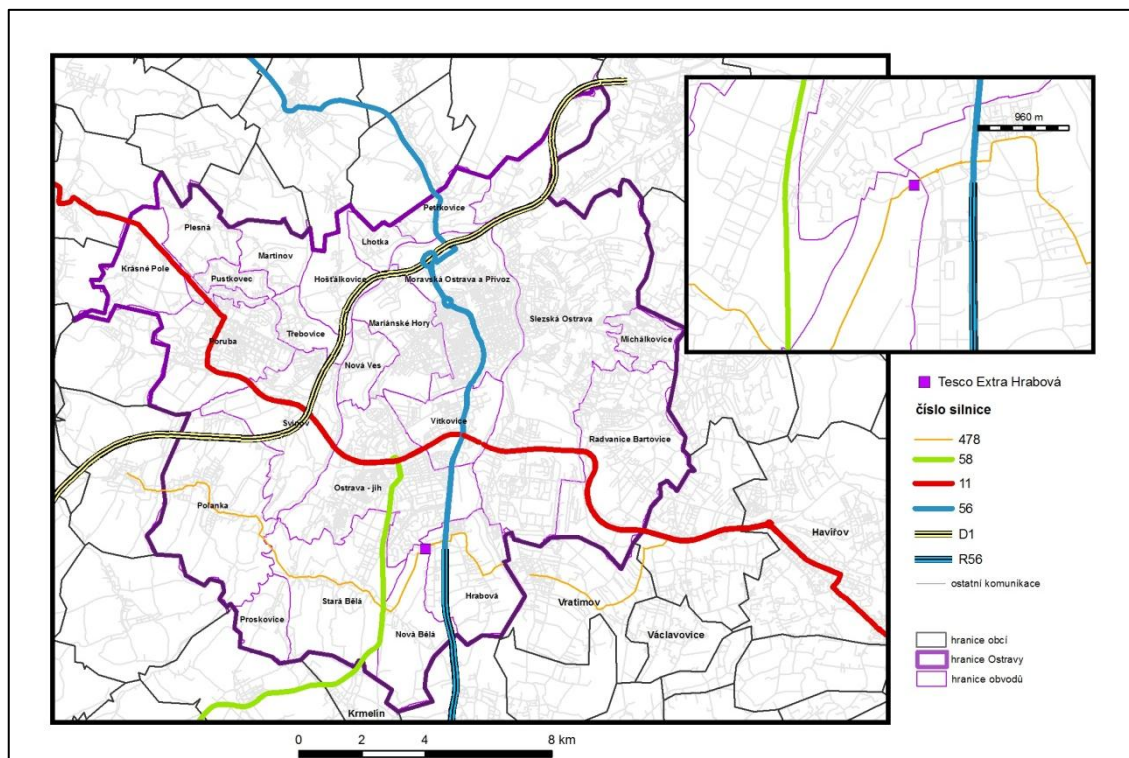 960 m
Petřkovice
Plesná
Lhotka
Martinov
Krásné Pole
Pustkovec
Hošťálkovice
Moravská Ostrava a Přívoz
Slezská Ostrava
Mariánské Hory
Třebovice
Michálkovice
Poruba
Nová Ves
Svinov
Vítkovice
Radvanice Bartovice
Ostrava - jih
Polanka
Havířov
Hrabová
Stará Bělá
Vratimov
Proskovice
Nová Bělá
Václavovice
Krmelín
Tesco Extra Hrabová
číslo silnice
478
58
11
56
D1
R56
ostatní komunikace
hranice obcí
hranice Ostravy
hranice obvodů
0 2 4 8 km